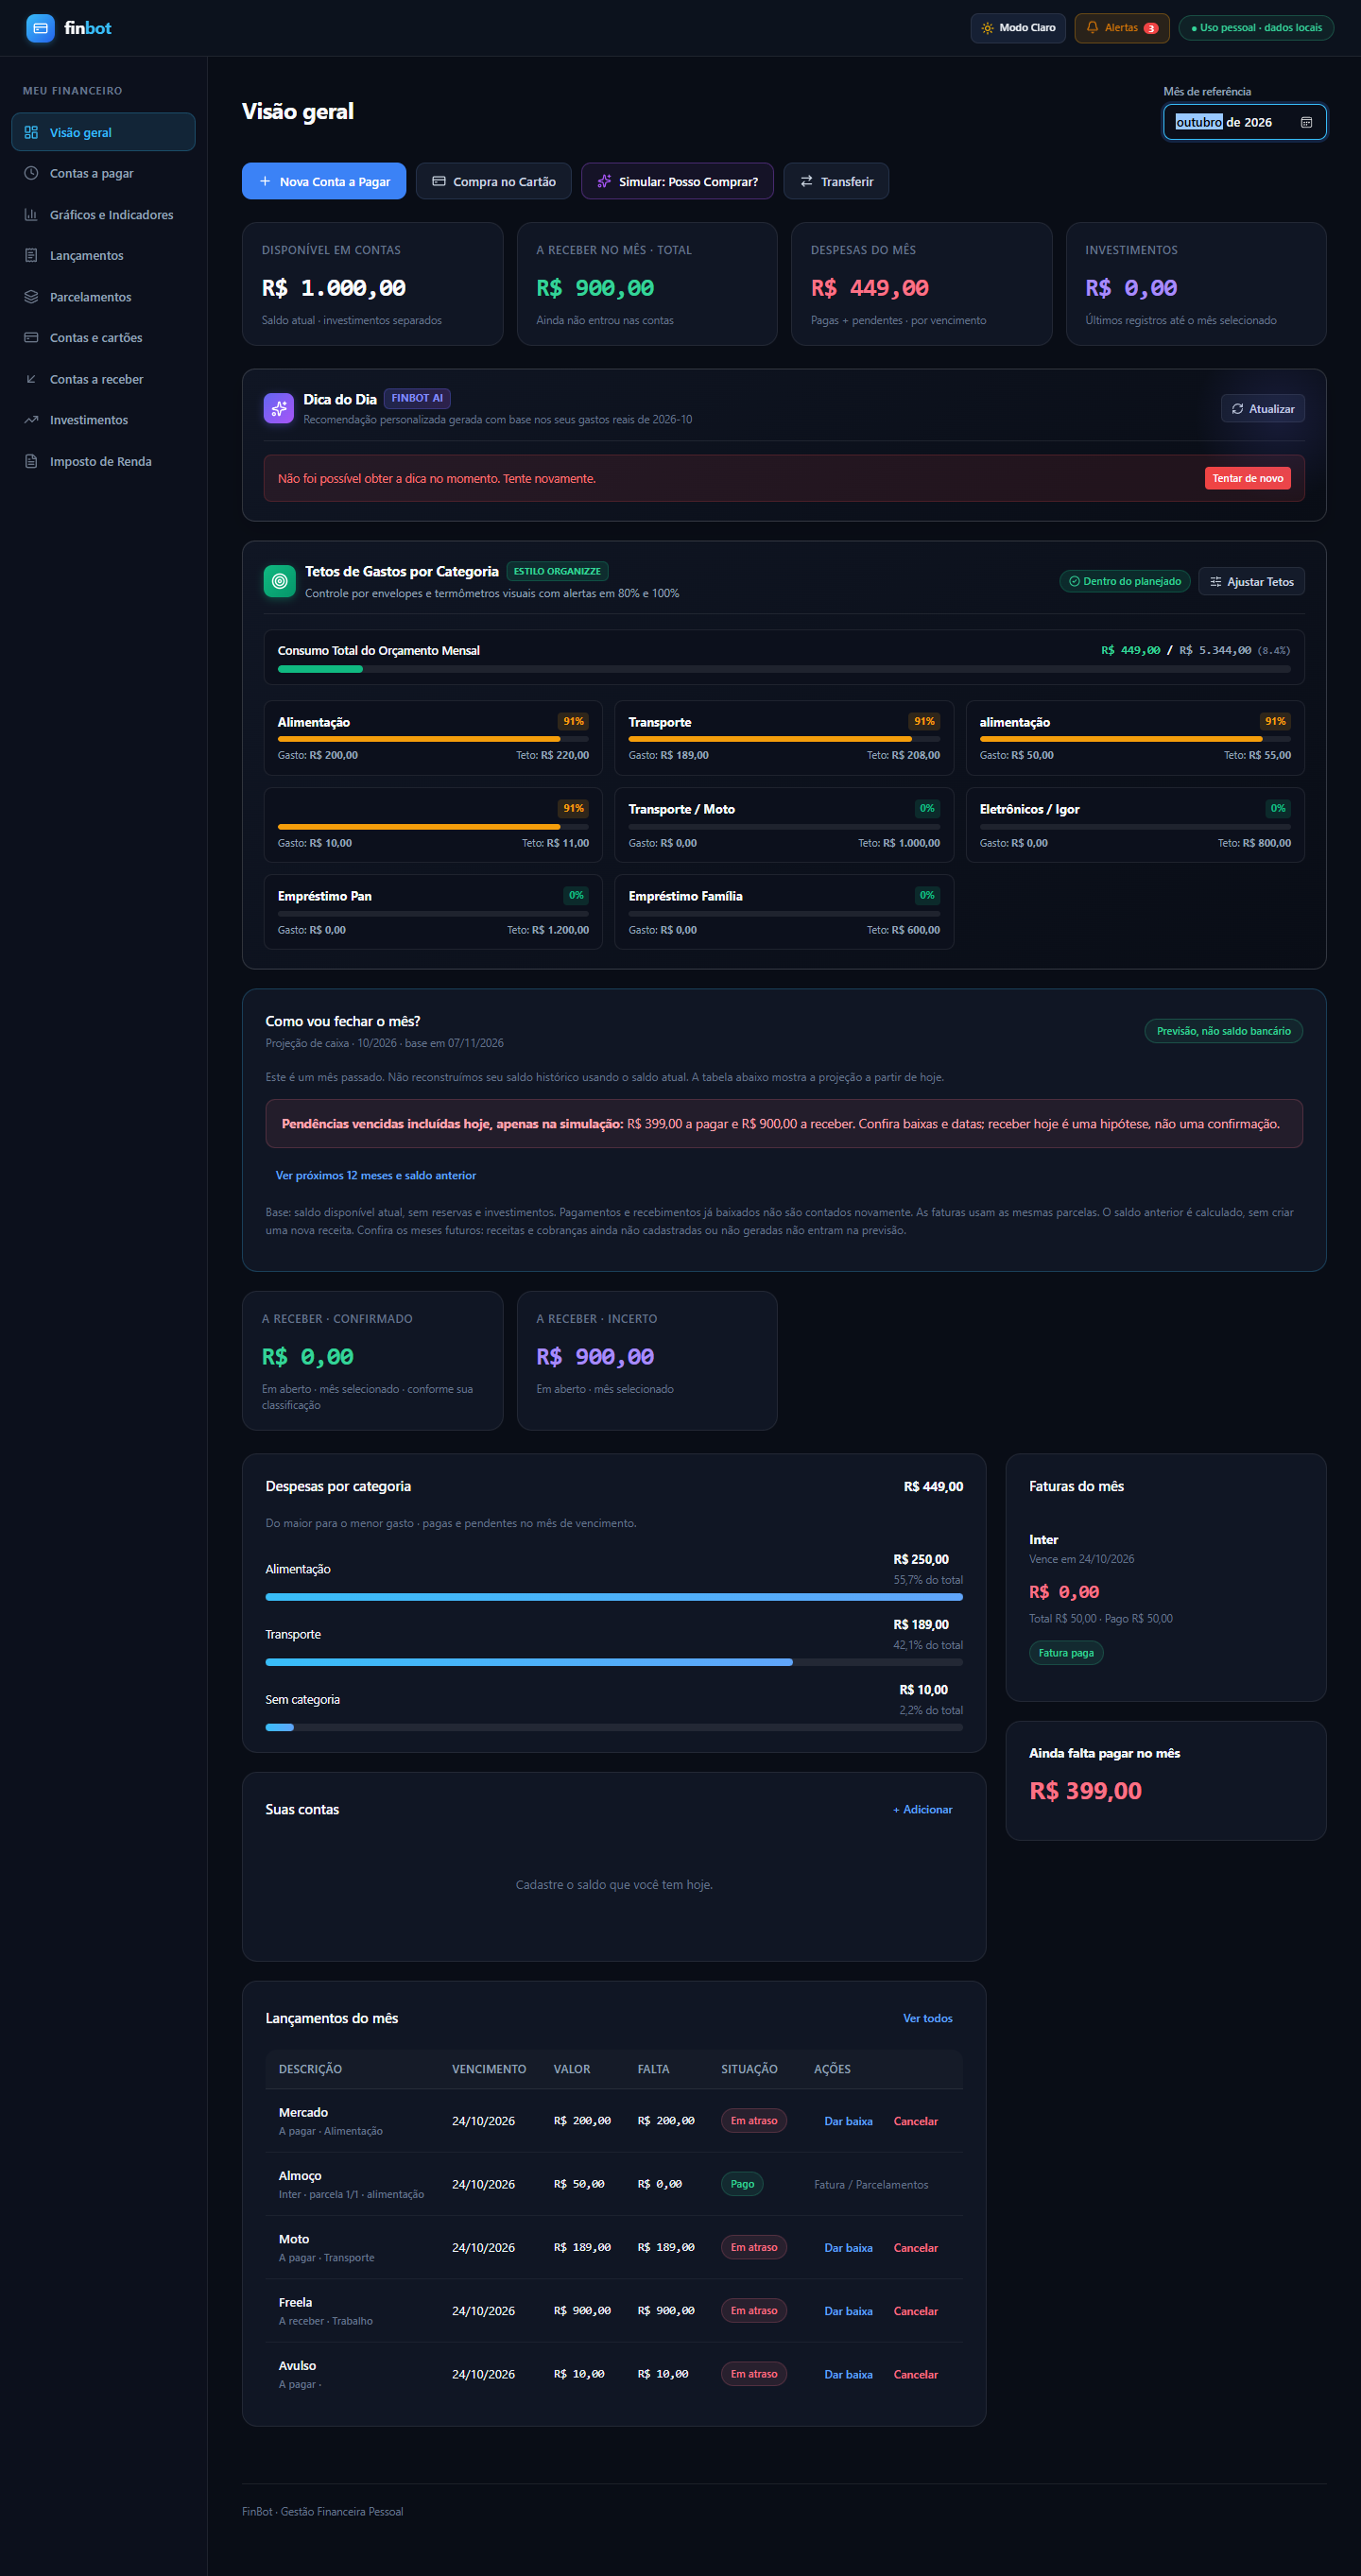 finbot
Modo Claro
Alertas 3
● Uso pessoal · dados locais
MEU FINANCEIRO
Visão geral
Contas a pagar
Gráficos e Indicadores
Lançamentos
Parcelamentos
Contas e cartões
Contas a receber
Investimentos
Imposto de Renda
Visão geral
Mês de referência
outubro de 2026
Nova Conta a Pagar
Compra no Cartão
Simular: Posso Comprar?
Transferir
DISPONÍVEL EM CONTAS
R$ 1.000,00
Saldo atual · investimentos separados
A RECEBER NO MÊS · TOTAL
R$ 900,00
Ainda não entrou nas contas
DESPESAS DO MÊS
R$ 449,00
Pagas + pendentes · por vencimento
INVESTIMENTOS
R$ 0,00
Últimos registros até o mês selecionado
Dica do Dia FINBOT AI
Recomendação personalizada gerada com base nos seus gastos reais de 2026-10
Atualizar
Não foi possível obter a dica no momento. Tente novamente.
Tentar de novo
Tetos de Gastos por Categoria ESTILO ORGANIZZE
Controle por envelopes e termômetros visuais com alertas em 80% e 100%
Dentro do planejado
Ajustar Tetos
Consumo Total do Orçamento Mensal
R$ 449,00 / R$ 5.344,00 (8.4%)
Alimentação 91%
Gasto: R$ 200,00 Teto: R$ 220,00
Transporte 91%
Gasto: R$ 189,00 Teto: R$ 208,00
alimentação 91%
Gasto: R$ 50,00 Teto: R$ 55,00
91%
Gasto: R$ 10,00 Teto: R$ 11,00
Transporte / Moto 0%
Gasto: R$ 0,00 Teto: R$ 1.000,00
Eletrônicos / Igor 0%
Gasto: R$ 0,00 Teto: R$ 800,00
Empréstimo Pan 0%
Gasto: R$ 0,00 Teto: R$ 1.200,00
Empréstimo Família 0%
Gasto: R$ 0,00 Teto: R$ 600,00
Como vou fechar o mês?
Projeção de caixa · 10/2026 · base em 07/11/2026
Previsão, não saldo bancário
Este é um mês passado. Não reconstruímos seu saldo histórico usando o saldo atual. A tabela abaixo mostra a projeção a partir de hoje.
Pendências vencidas incluídas hoje, apenas na simulação: R$ 399,00 a pagar e R$ 900,00 a receber. Confira baixas e datas; receber hoje é uma hipótese, não uma confirmação.
Ver próximos 12 meses e saldo anterior
Base: saldo disponível atual, sem reservas e investimentos. Pagamentos e recebimentos já baixados não são contados novamente. As faturas usam as mesmas parcelas. O saldo anterior é calculado, sem criar
uma nova receita. Confira os meses futuros: receitas e cobranças ainda não cadastradas ou não geradas não entram na previsão.
A RECEBER · CONFIRMADO
R$ 0,00
Em aberto · mês selecionado · conforme sua
classificação
A RECEBER · INCERTO
R$ 900,00
Em aberto · mês selecionado
Despesas por categoria
R$ 449,00
Do maior para o menor gasto · pagas e pendentes no mês de vencimento.
Alimentação
R$ 250,00
55,7% do total
Transporte
R$ 189,00
42,1% do total
Sem categoria
R$ 10,00
2,2% do total
Faturas do mês
Inter
Vence em 24/10/2026
R$ 0,00
Total R$ 50,00 · Pago R$ 50,00
Fatura paga
Ainda falta pagar no mês
R$ 399,00
Suas contas
+ Adicionar
Cadastre o saldo que você tem hoje.
Lançamentos do mês
Ver todos
DESCRIÇÃO VENCIMENTO VALOR FALTA SITUAÇÃO AÇÕES
Mercado
A pagar · Alimentação
24/10/2026 R$ 200,00 R$ 200,00 Em atraso Dar baixa Cancelar
Almoço
Inter · parcela 1/1 · alimentação
24/10/2026 R$ 50,00 R$ 0,00 Pago Fatura / Parcelamentos
Moto
A pagar · Transporte
24/10/2026 R$ 189,00 R$ 189,00 Em atraso Dar baixa Cancelar
Freela
A receber · Trabalho
24/10/2026 R$ 900,00 R$ 900,00 Em atraso Dar baixa Cancelar
Avulso
A pagar ·
24/10/2026 R$ 10,00 R$ 10,00 Em atraso Dar baixa Cancelar
FinBot · Gestão Financeira Pessoal